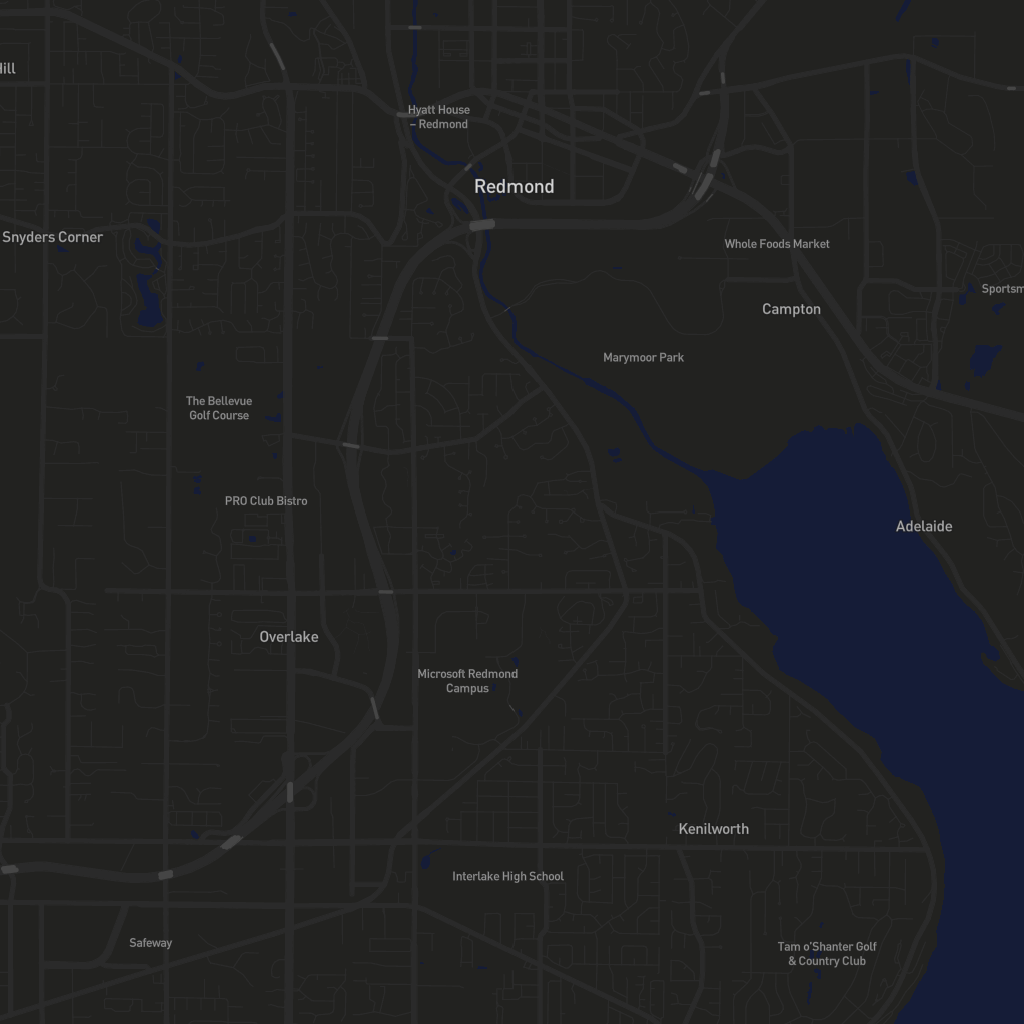 Hill
Hyatt House
– Redmond
Redmond
Snyders Corner
Whole Foods Market
Sportsm
Campton
Marymoor Park
The Bellevue
Golf Course
PRO Club Bistro
Adelaide
Overlake
Microsoft Redmond
Campus
Kenilworth
Interlake High School
Safeway
Tam o'Shanter Golf
& Country Club